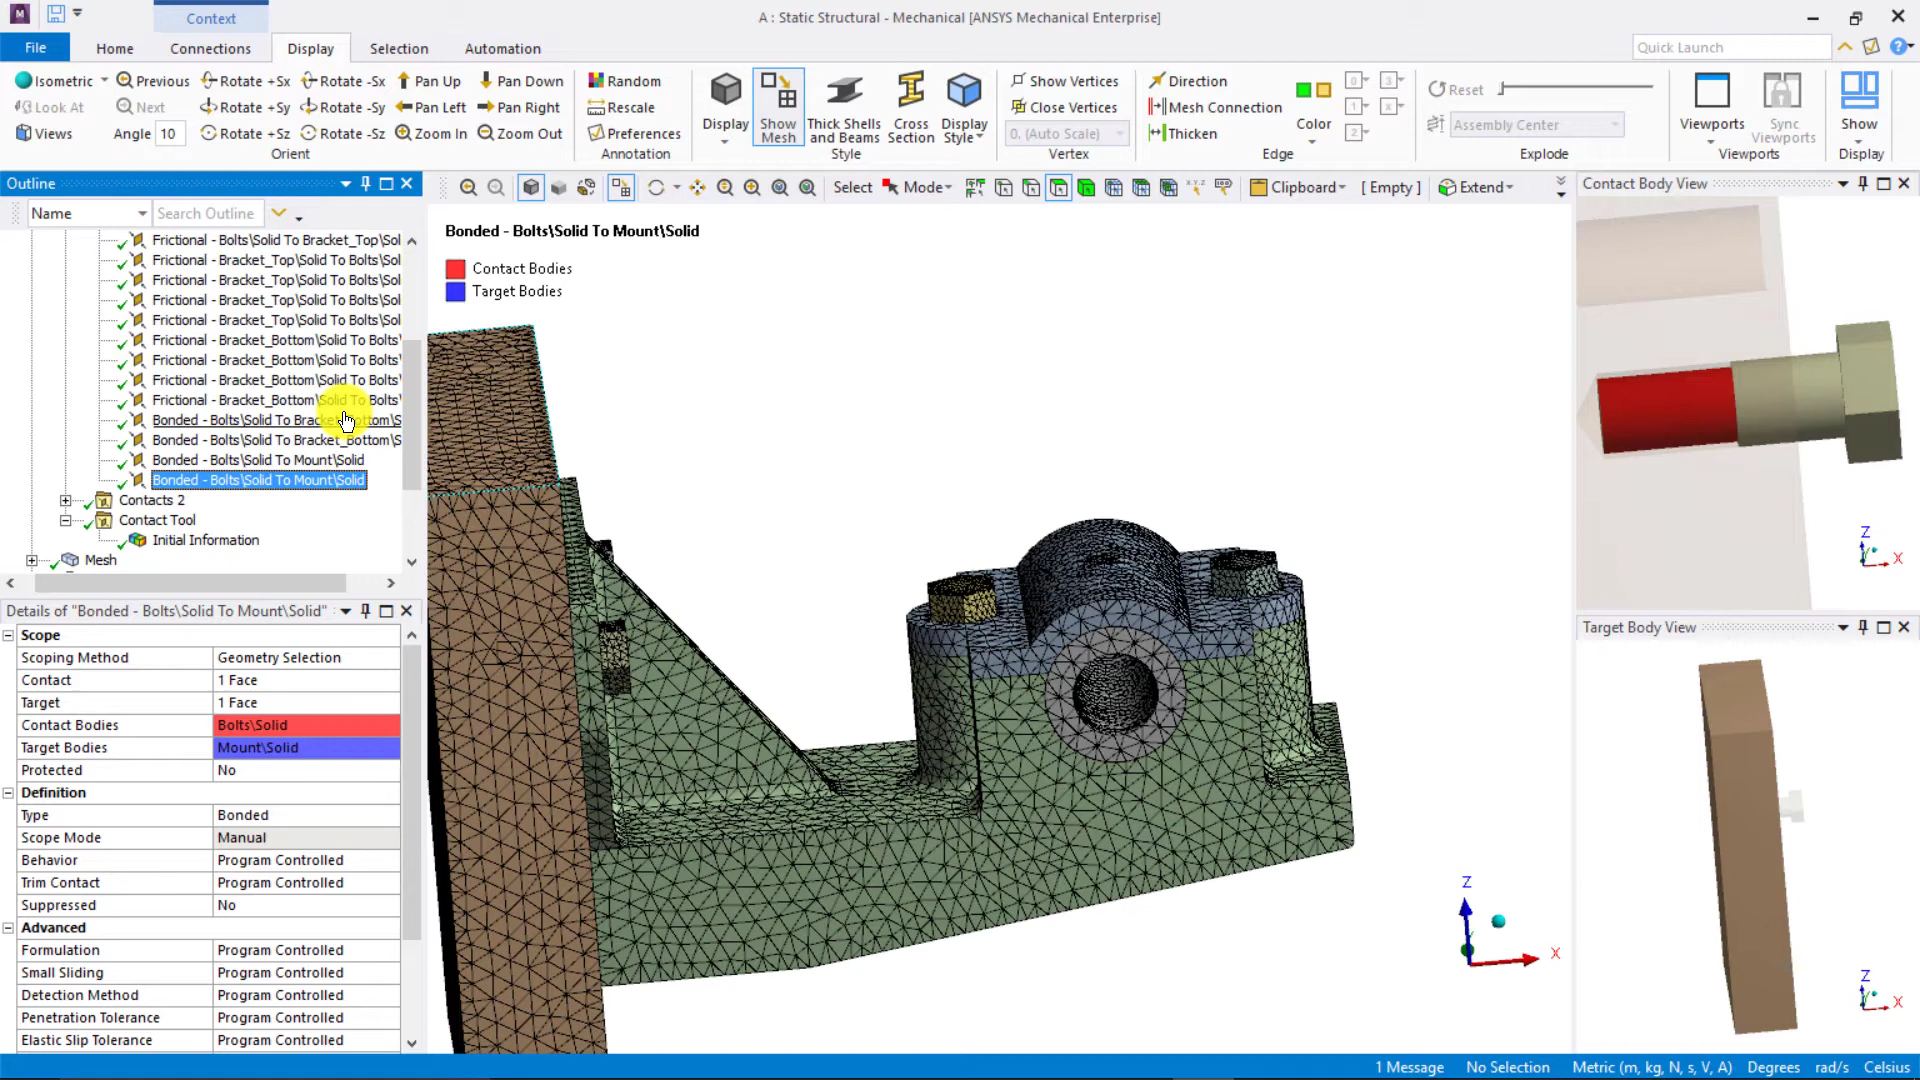 Context
A : Static Structural - Mechanical [ANSYS Mechanical Enterprise]
File Home Connections Display Selection Automation
Quick Launch
Isometric Previous Rotate +Sx Rotate -Sx Pan Up Pan Down
Look At Next Rotate +Sy Rotate -Sy Pan Left Pan Right
Views Angle 10 Rotate +Sz Rotate -Sz Zoom In Zoom Out
Orient
Random
Rescale
Preferences
Annotation
Display
Show Mesh
Thick Shells and Beams
Cross Section
Display Style
Style
Show Vertices
Close Vertices
0. (Auto Scale)
Vertex
Direction
Mesh Connection
Thicken
Color
Edge
Reset
Assembly Center
Explode
Viewports
Sync Viewports
Viewports
Show
Display
Outline
Name Search Outline
Select Mode Clipboard [ Empty ] Extend
Frictional - Bolts\Solid To Bracket_Top\Sol
Frictional - Bracket_Top\Solid To Bolts\Sol
Frictional - Bracket_Top\Solid To Bolts\Sol
Frictional - Bracket_Top\Solid To Bolts\Sol
Frictional - Bracket_Top\Solid To Bolts\Sol
Frictional - Bracket_Bottom\Solid To Bolts\
Frictional - Bracket_Bottom\Solid To Bolts\
Frictional - Bracket_Bottom\Solid To Bolts\
Frictional - Bracket_Bottom\Solid To Bolts\
Bonded - Bolts\Solid To Bracket_Bottom\S
Bonded - Bolts\Solid To Bracket_Bottom\S
Bonded - Bolts\Solid To Mount\Solid
Bonded - Bolts\Solid To Mount\Solid
Contacts 2
Contact Tool
Initial Information
Mesh
Details of "Bonded - Bolts\Solid To Mount\Solid"
Scope
Scoping Method Geometry Selection
Contact 1 Face
Target 1 Face
Contact Bodies Bolts\Solid
Target Bodies Mount\Solid
Protected No
Definition
Type Bonded
Scope Mode Manual
Behavior Program Controlled
Trim Contact Program Controlled
Suppressed No
Advanced
Formulation Program Controlled
Small Sliding Program Controlled
Detection Method Program Controlled
Penetration Tolerance Program Controlled
Elastic Slip Tolerance Program Controlled
Bonded - Bolts\Solid To Mount\Solid
Contact Bodies
Target Bodies
Z
X
Contact Body View
Z
X
Target Body View
Z
X
1 Message No Selection Metric (m, kg, N, s, V, A) Degrees rad/s Celsius